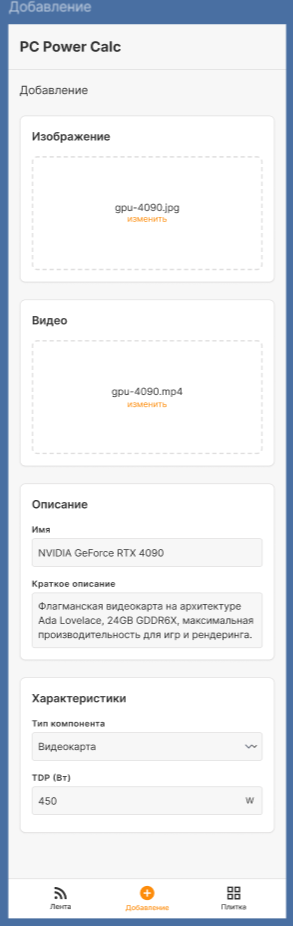 Добавление
PC Power Calc
Добавление
Изображение
gpu-4090.jpg
изменить
Видео
gpu-4090.mp4
изменить
Описание
Имя
NVIDIA GeForce RTX 4090
Краткое описание
Флагманская видеокарта на архитектуре
Ada Lovelace, 24GB GDDR6X, максимальная
производительность для игр и рендеринга.
Характеристики
Тип компонента
Видеокарта
TDP (Вт)
450 W
Лента Добавление Плитка